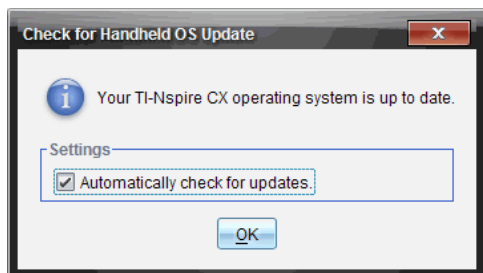 Check for Handheld OS Update
Your TI-Nspire CX operating system is up to date.
Settings
Automatically check for updates.
OK